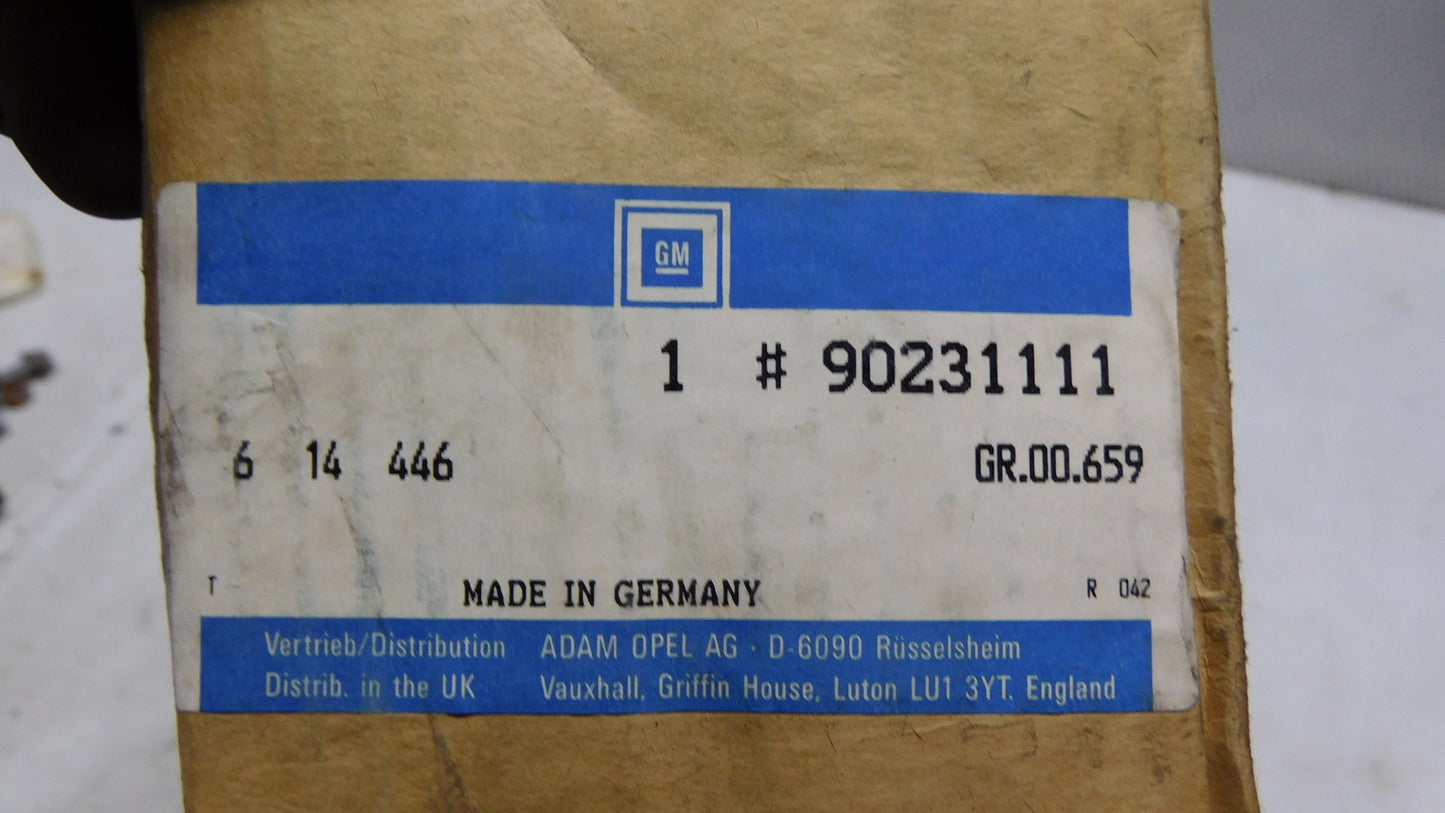 GM
1 # 90231111
6 14 446 GR.00.659
T MADE IN GERMANY R 042
Vertrieb/Distribution ADAM OPEL AG · D-6090 Rüsselsheim
Distrib. in the UK Vauxhall, Griffin House, Luton LU1 3YT. England